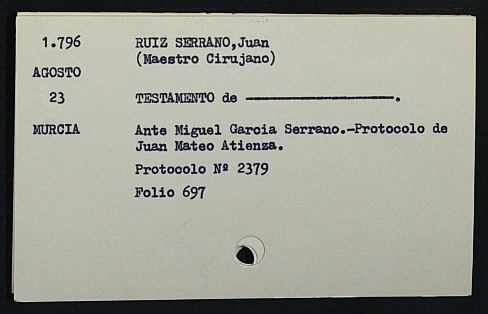 1.796 RUIZ SERRANO,Juan
(Maestro Cirujano)
AGOSTO
23 TESTAMENTO de ————————————.
MURCIA Ante Miguel Garcia Serrano.-Protocolo de
Juan Mateo Atienza.
Protocolo Nº 2379
Folio 697